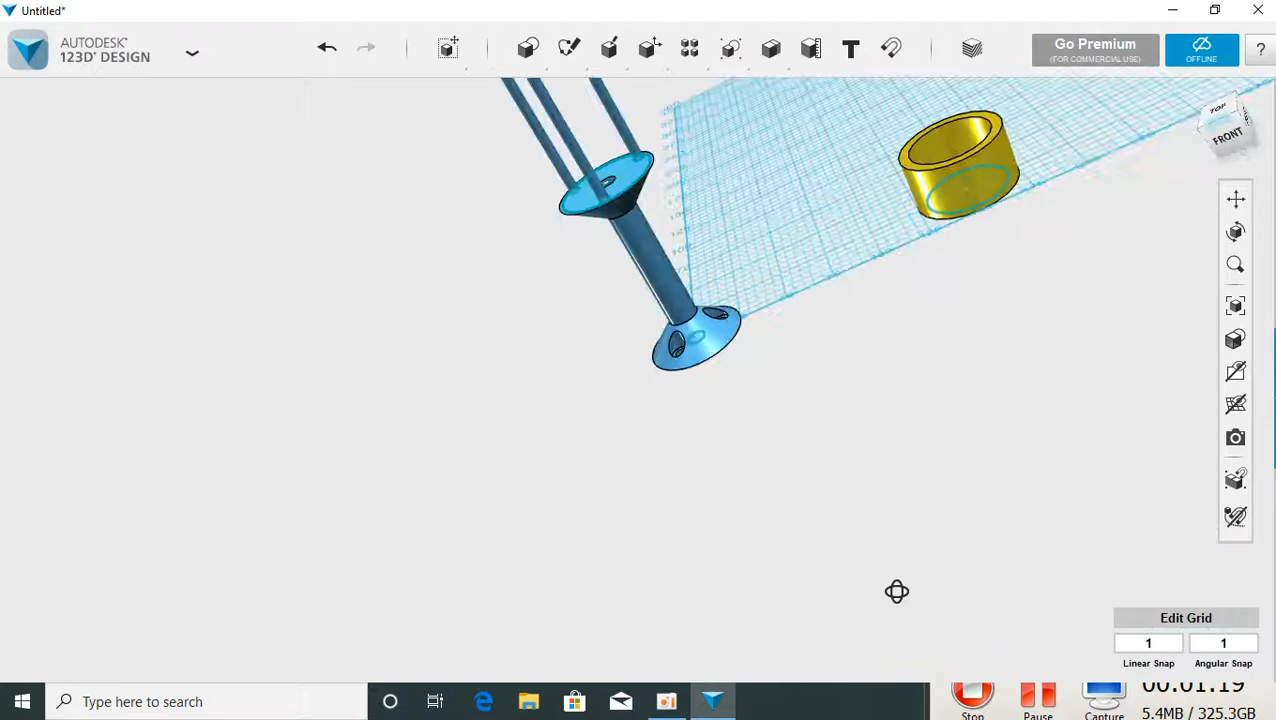 Untitled*
AUTODESK®
123D® DESIGN
Go Premium
(FOR COMMERCIAL USE)
OFFLINE
?
TOP
FRONT
Edit Grid
1
1
Linear Snap
Angular Snap
Type here to search
00:01:19
Stop
Pause
Capture
5.4MB / 325.3GB